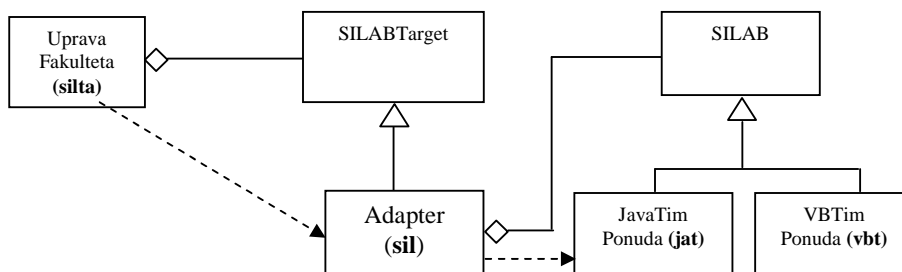 Uprava
Fakulteta
(silta)
SILABTarget
SILAB
Adapter
(sil)
JavaTim
Ponuda (jat)
VBTim
Ponuda (vbt)